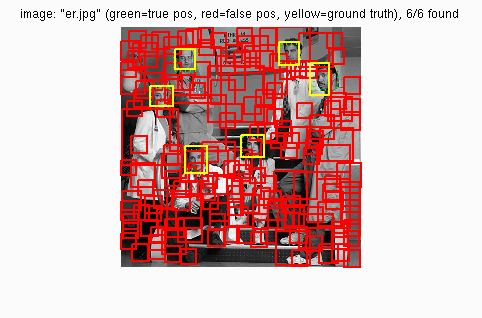 image: "er.jpg" (green=true pos, red=false pos, yellow=ground truth), 6/6 found